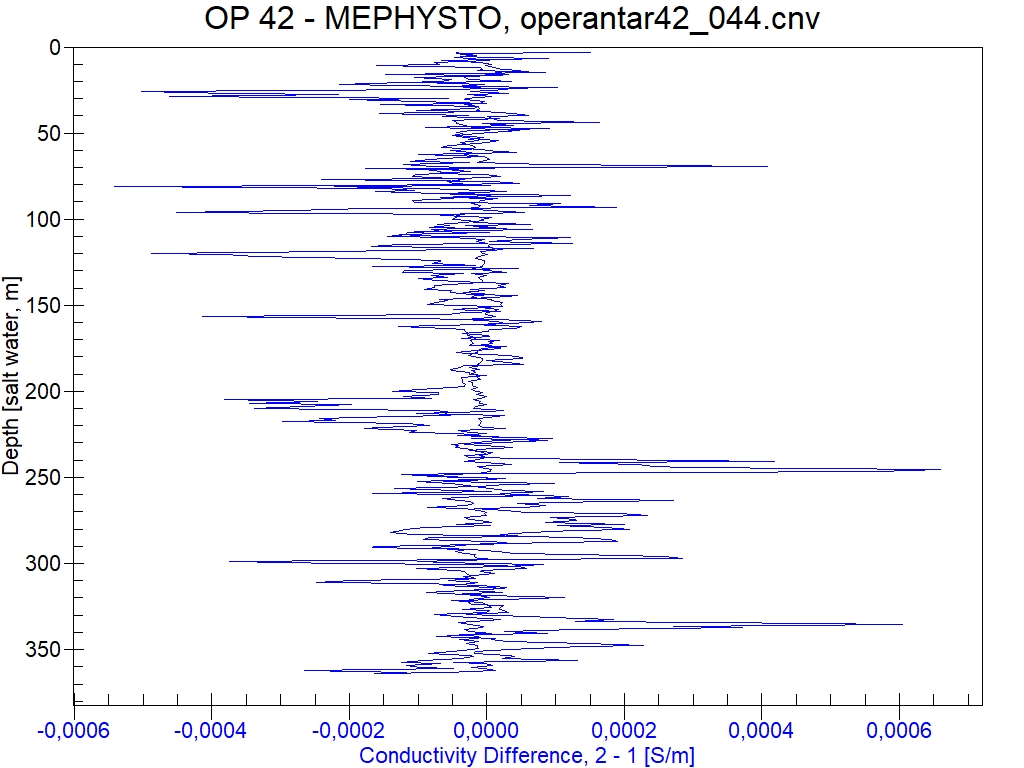 OP 42 - MEPHYSTO, operantar42_044.cnv
0
50
100
150
200
250
300
350
Depth [salt water, m]
-0,0006 -0,0004 -0,0002 0,0000 0,0002 0,0004 0,0006
Conductivity Difference, 2 - 1 [S/m]